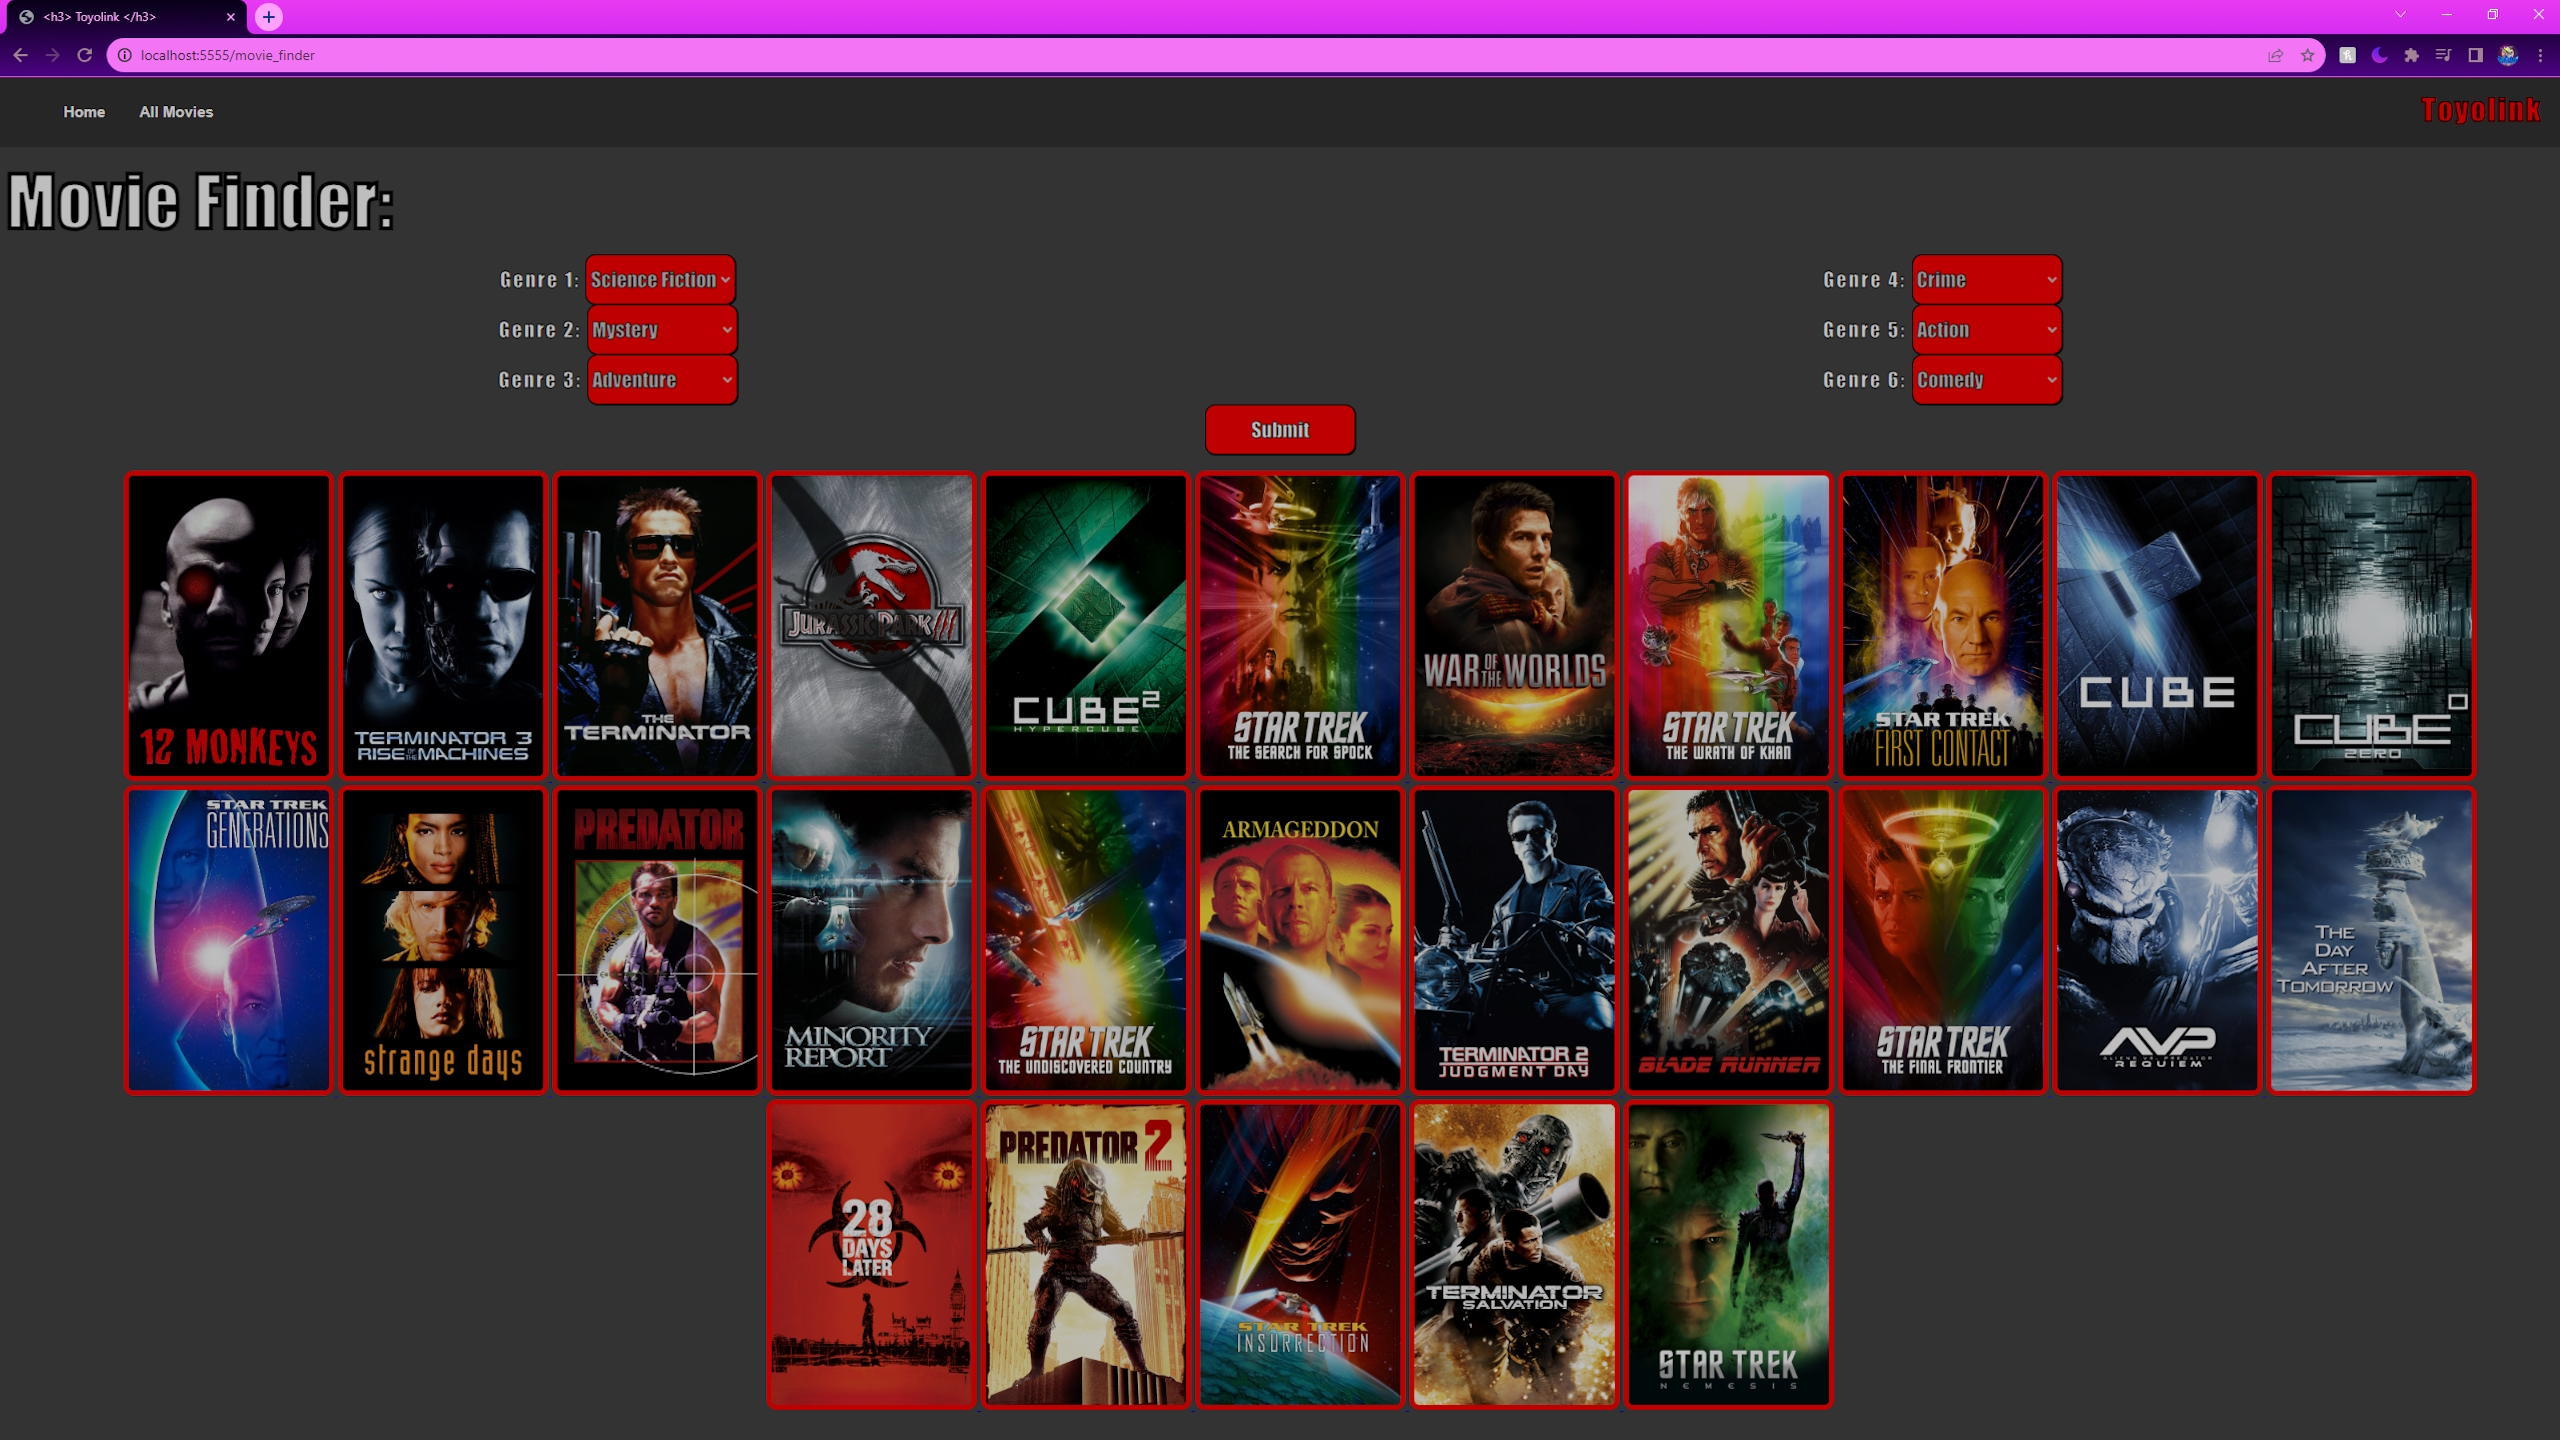 <h3> Toyolink </h3>
localhost:5555/movie_finder
Home All Movies Toyolink
Movie Finder:
Genre 1: Science Fiction
Genre 2: Mystery
Genre 3: Adventure
Genre 4: Crime
Genre 5: Action
Genre 6: Comedy
Submit
12 MONKEYS
TERMINATOR 3
RISE OF THE MACHINES
THE
TERMINATOR
JURASSIC PARK III
CUBE²
HYPERCUBE
STAR TREK
THE SEARCH FOR SPOCK
WAR OF THE WORLDS
STAR TREK
THE WRATH OF KHAN
STAR TREK
FIRST CONTACT
CUBE
CUBE
ZERO
STAR TREK
GENERATIONS
strange days
PREDATOR
MINORITY
REPORT
STAR TREK
THE UNDISCOVERED COUNTRY
ARMAGEDDON
TERMINATOR 2
JUDGMENT DAY
BLADE RUNNER
STAR TREK
THE FINAL FRONTIER
AVP
ALIENS VS. PREDATOR
REQUIEM
THE
DAY
AFTER
TOMORROW
28
DAYS
LATER
PREDATOR 2
STAR TREK
INSURRECTION
TERMINATOR
SALVATION
STAR TREK
NEMESIS